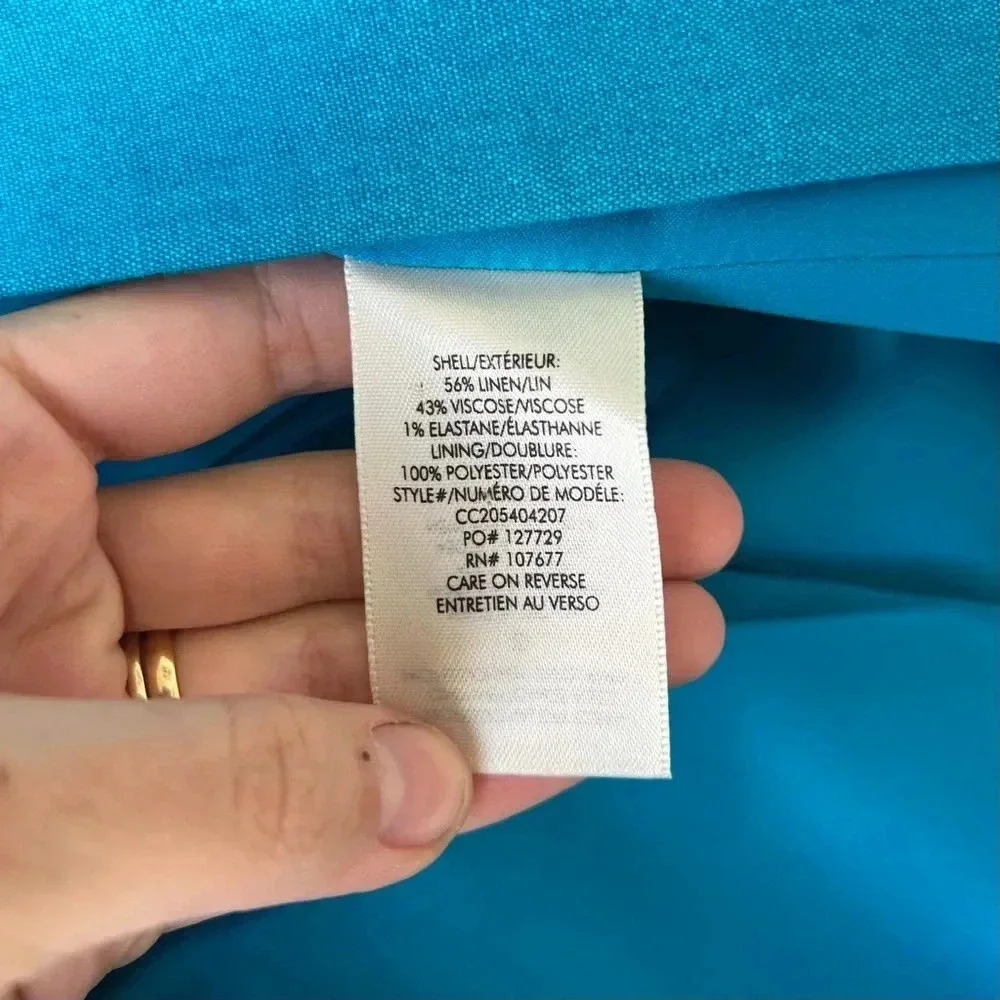 SHELL/EXTÉRIEUR:
56% LINEN/LIN
43% VISCOSE/VISCOSE
1% ELASTANE/ÉLASTHANNE
LINING/DOUBLURE:
100% POLYESTER/POLYESTER
STYLE#/NUMÉRO DE MODÉLE:
CC205404207
PO# 127729
RN# 107677
CARE ON REVERSE
ENTRETIEN AU VERSO